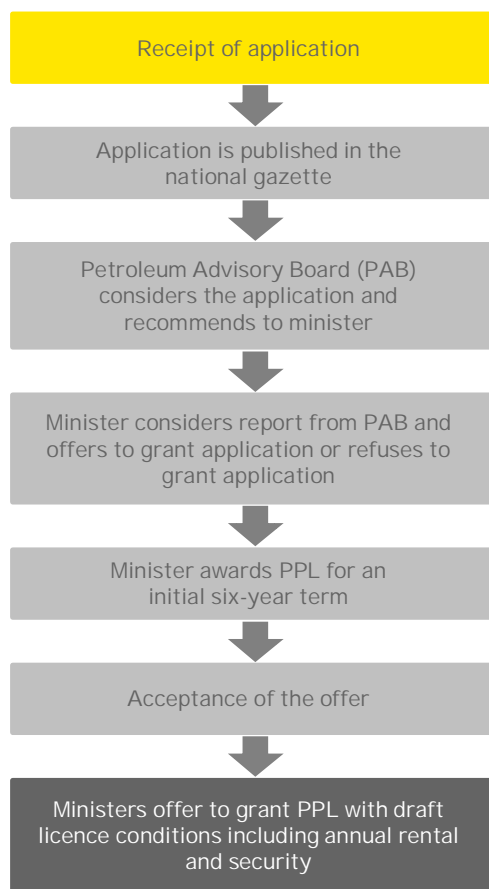 Receipt of application
Application is published in the
national gazette
Petroleum Advisory Board (PAB)
considers the application and
recommends to minister
Minister considers report from PAB and
offers to grant application or refuses to
grant application
Minister awards PPL for an
initial six-year term
Acceptance of the offer
Ministers offer to grant PPL with draft
licence conditions including annual rental
and security